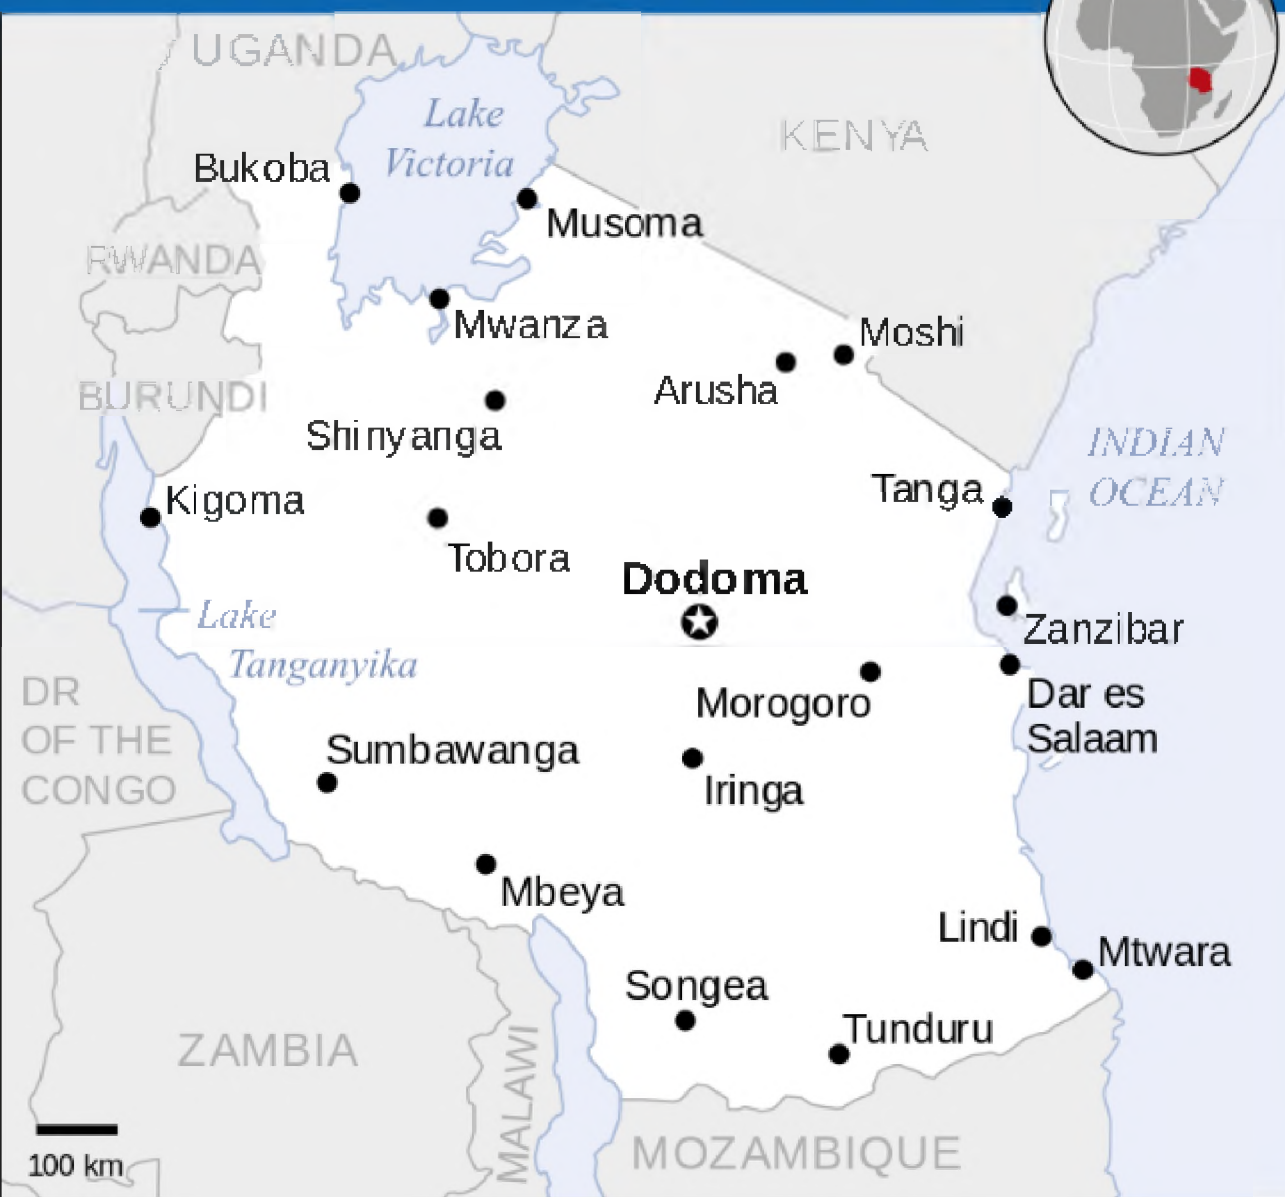 UGANDA
Lake
Victoria
KENYA
Bukoba
Musoma
RWANDA
Mwanza
Moshi
Arusha
BURUNDI
Shinyanga
INDIAN
OCEAN
Kigoma
Tanga
Tobora
Dodoma
Lake
Tanganyika
Zanzibar
DR
OF THE
CONGO
Morogoro
Dar es
Salaam
Sumbawanga
Iringa
Mbeya
Lindi
Mtwara
Songea
Tunduru
ZAMBIA
MALAWI
MOZAMBIQUE
100 km